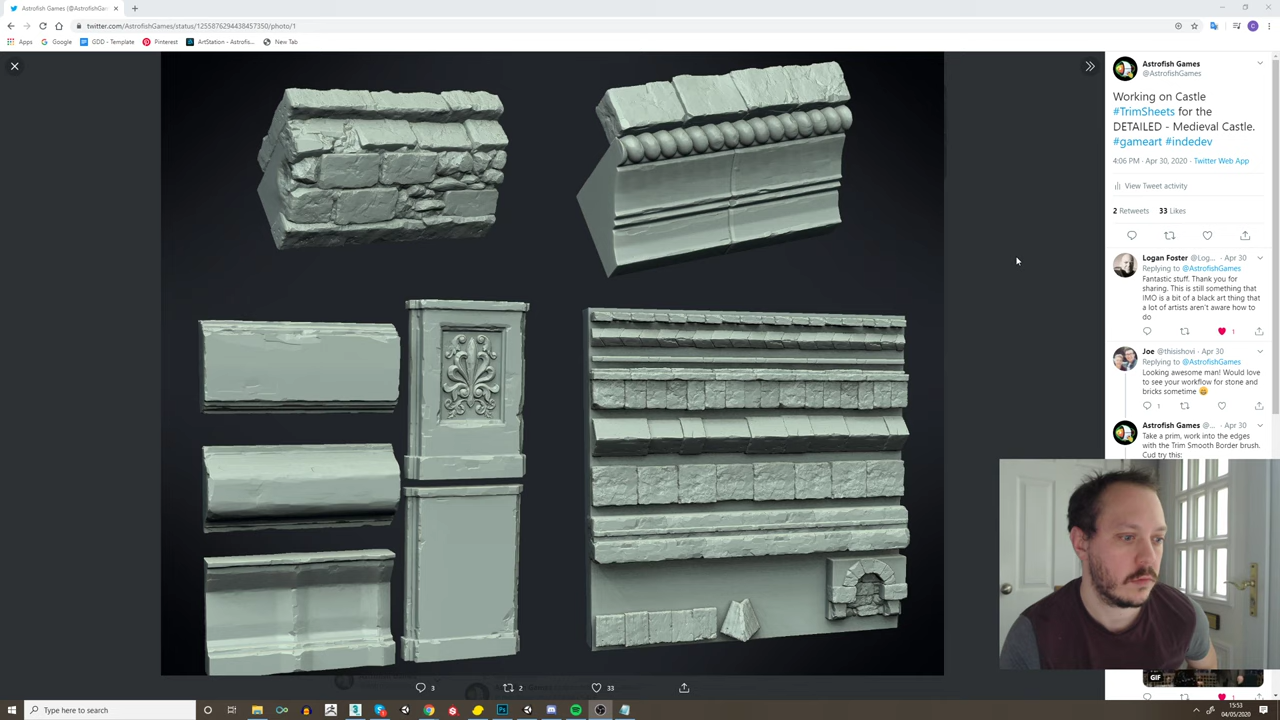 Astrofish Games (@AstrofishGam
twitter.com/AstrofishGames/status/1255876294438457350/photo/1
Apps
Google
GDD - Template
Pinterest
ArtStation - Astrofis...
New Tab
Astrofish Games
@AstrofishGames
Working on Castle
#TrimSheets for the
DETAILED - Medieval Castle.
#gameart #indedev
4:06 PM · Apr 30, 2020 · Twitter Web App
View Tweet activity
2 Retweets 33 Likes
Logan Foster @Log... · Apr 30
Replying to @AstrofishGames
Fantastic stuff. Thank you for
sharing. This is still something that
IMO is a bit of a black art thing that
a lot of artists aren't aware how to
do
1
Joe @thisishovi · Apr 30
Replying to @AstrofishGames
Looking awesome man! Would love
to see your workflow for stone and
bricks sometime 😄
1
Astrofish Games @... · Apr 30
Take a prim, work into the edges
with the Trim Smooth Border brush.
Cud try this:
GIF
1
3
2
33
Type here to search
15:53
04/05/2020